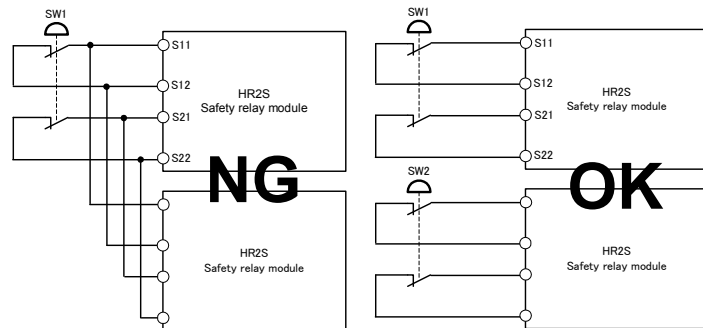 SW1
S11
S12
HR2S
Safety relay module
S21
S22
NG
HR2S
Safety relay module
SW1
S11
S12
HR2S
Safety relay module
S21
S22
SW2
OK
HR2S
Safety relay module